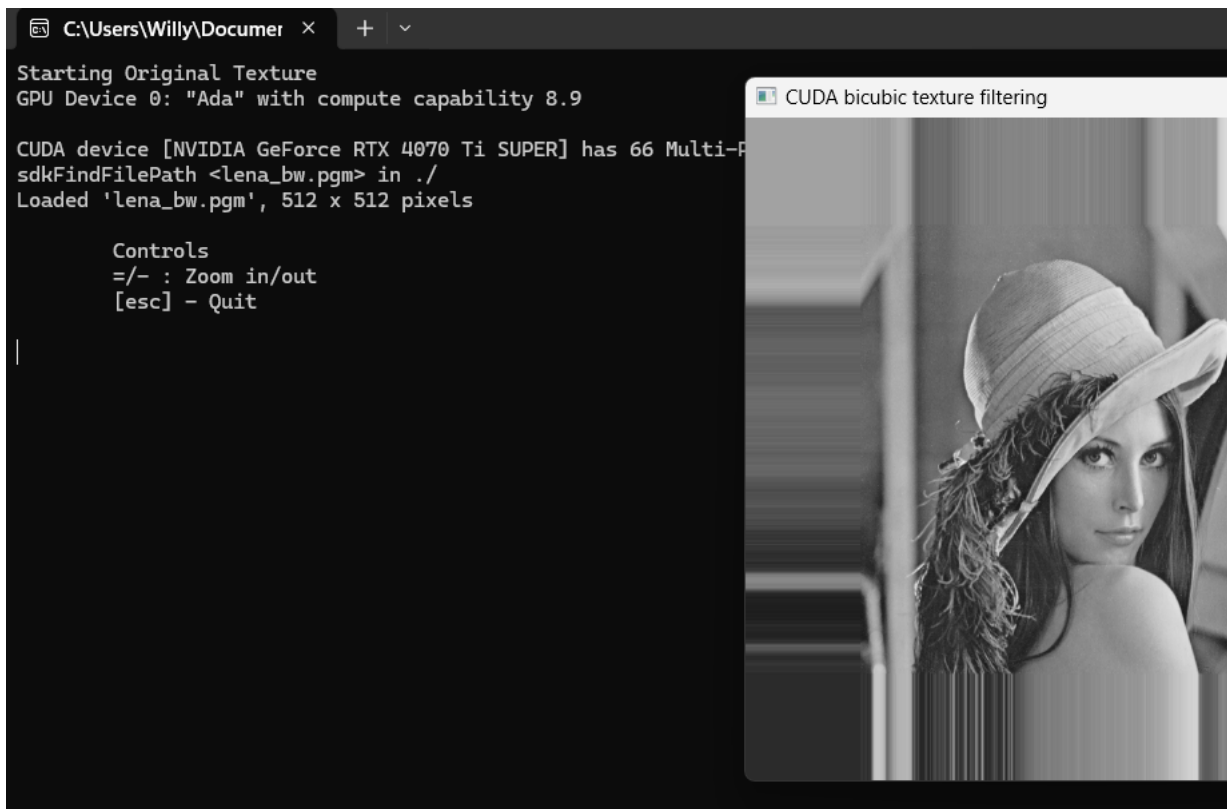 C:\Users\Willy\Documer
Starting Original Texture
GPU Device 0: "Ada" with compute capability 8.9
CUDA bicubic texture filtering
CUDA device [NVIDIA GeForce RTX 4070 Ti SUPER] has 66 Multi-
sdkFindFilePath <lena_bw.pgm> in ./
Loaded 'lena_bw.pgm', 512 x 512 pixels
Controls
=/- : Zoom in/out
[esc] - Quit